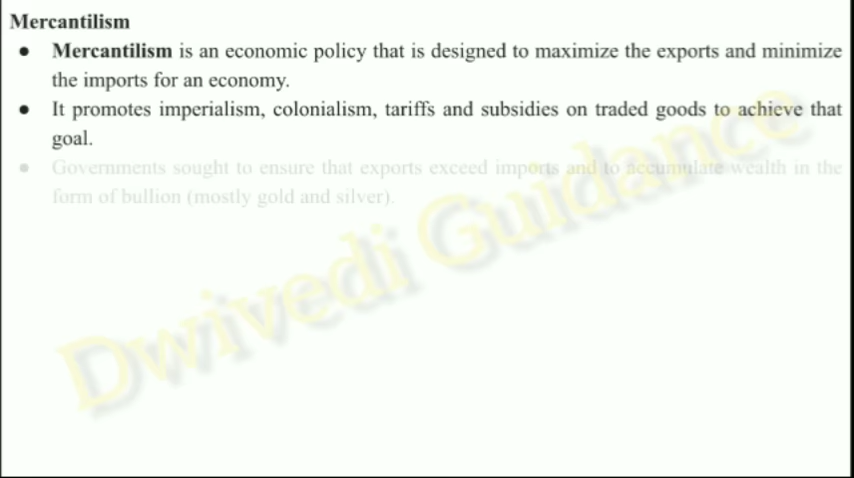 Mercantilism
● Mercantilism is an economic policy that is designed to maximize the exports and minimize
the imports for an economy.
● It promotes imperialism, colonialism, tariffs and subsidies on traded goods to achieve that
goal.
● Governments sought to ensure that exports exceed imports and to accumulate wealth in the
form of bullion (mostly gold and silver).
Dwivedi Guidance